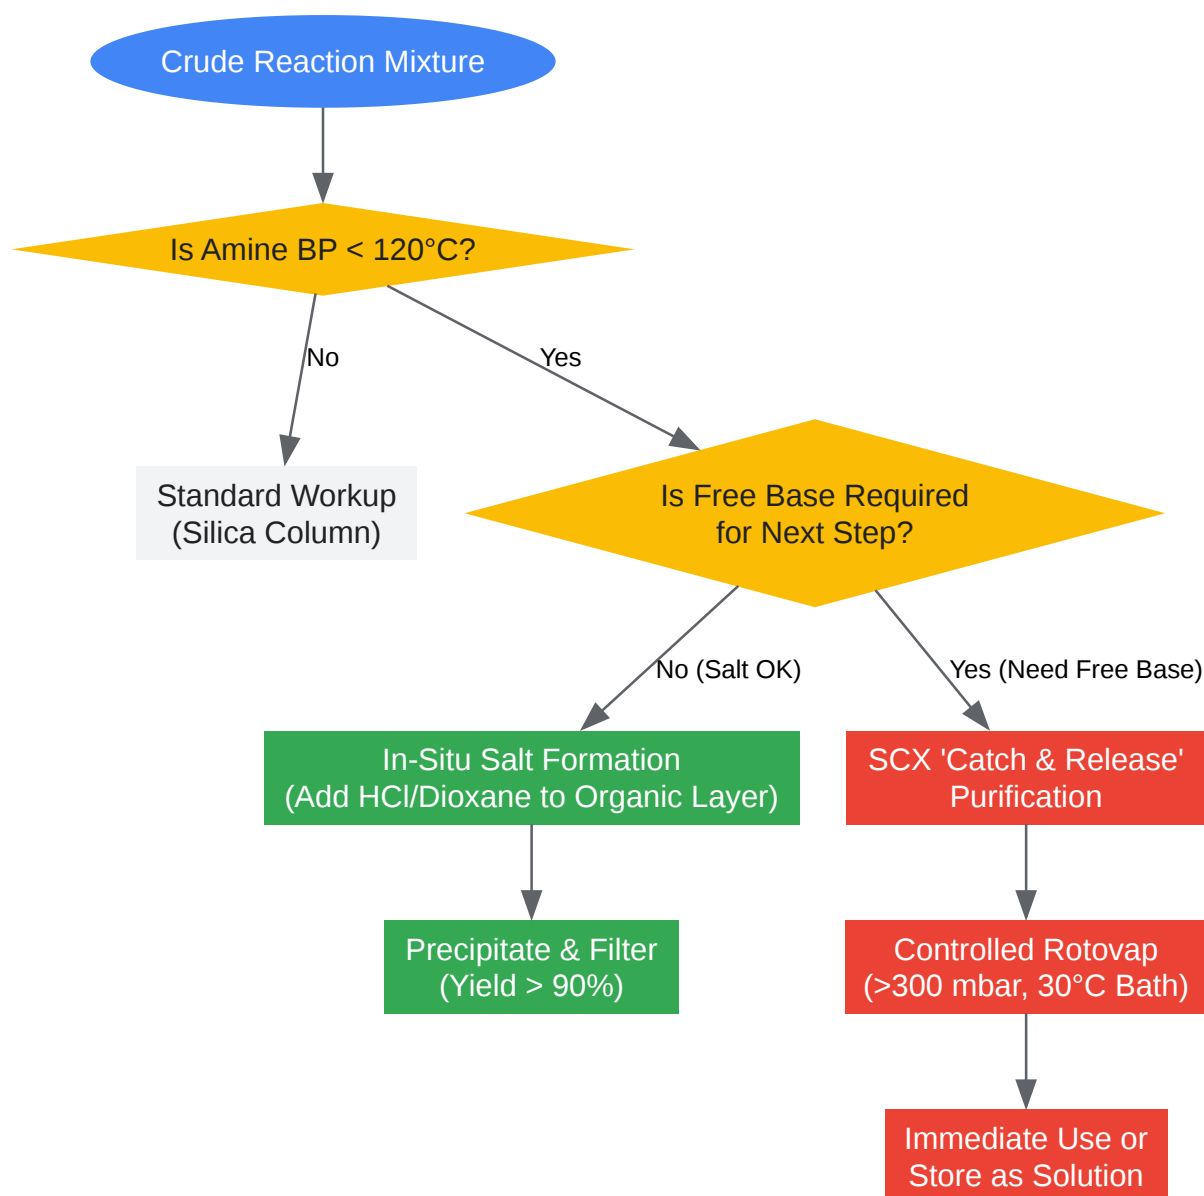 Crude Reaction Mixture
Is Amine BP < 120°C?
No
Yes
Standard Workup
(Silica Column)
Is Free Base Required
for Next Step?
No (Salt OK)
Yes (Need Free Base)
In-Situ Salt Formation
(Add HCl/Dioxane to Organic Layer)
SCX 'Catch & Release'
Purification
Precipitate & Filter
(Yield > 90%)
Controlled Rotovap
(>300 mbar, 30°C Bath)
Immediate Use or
Store as Solution